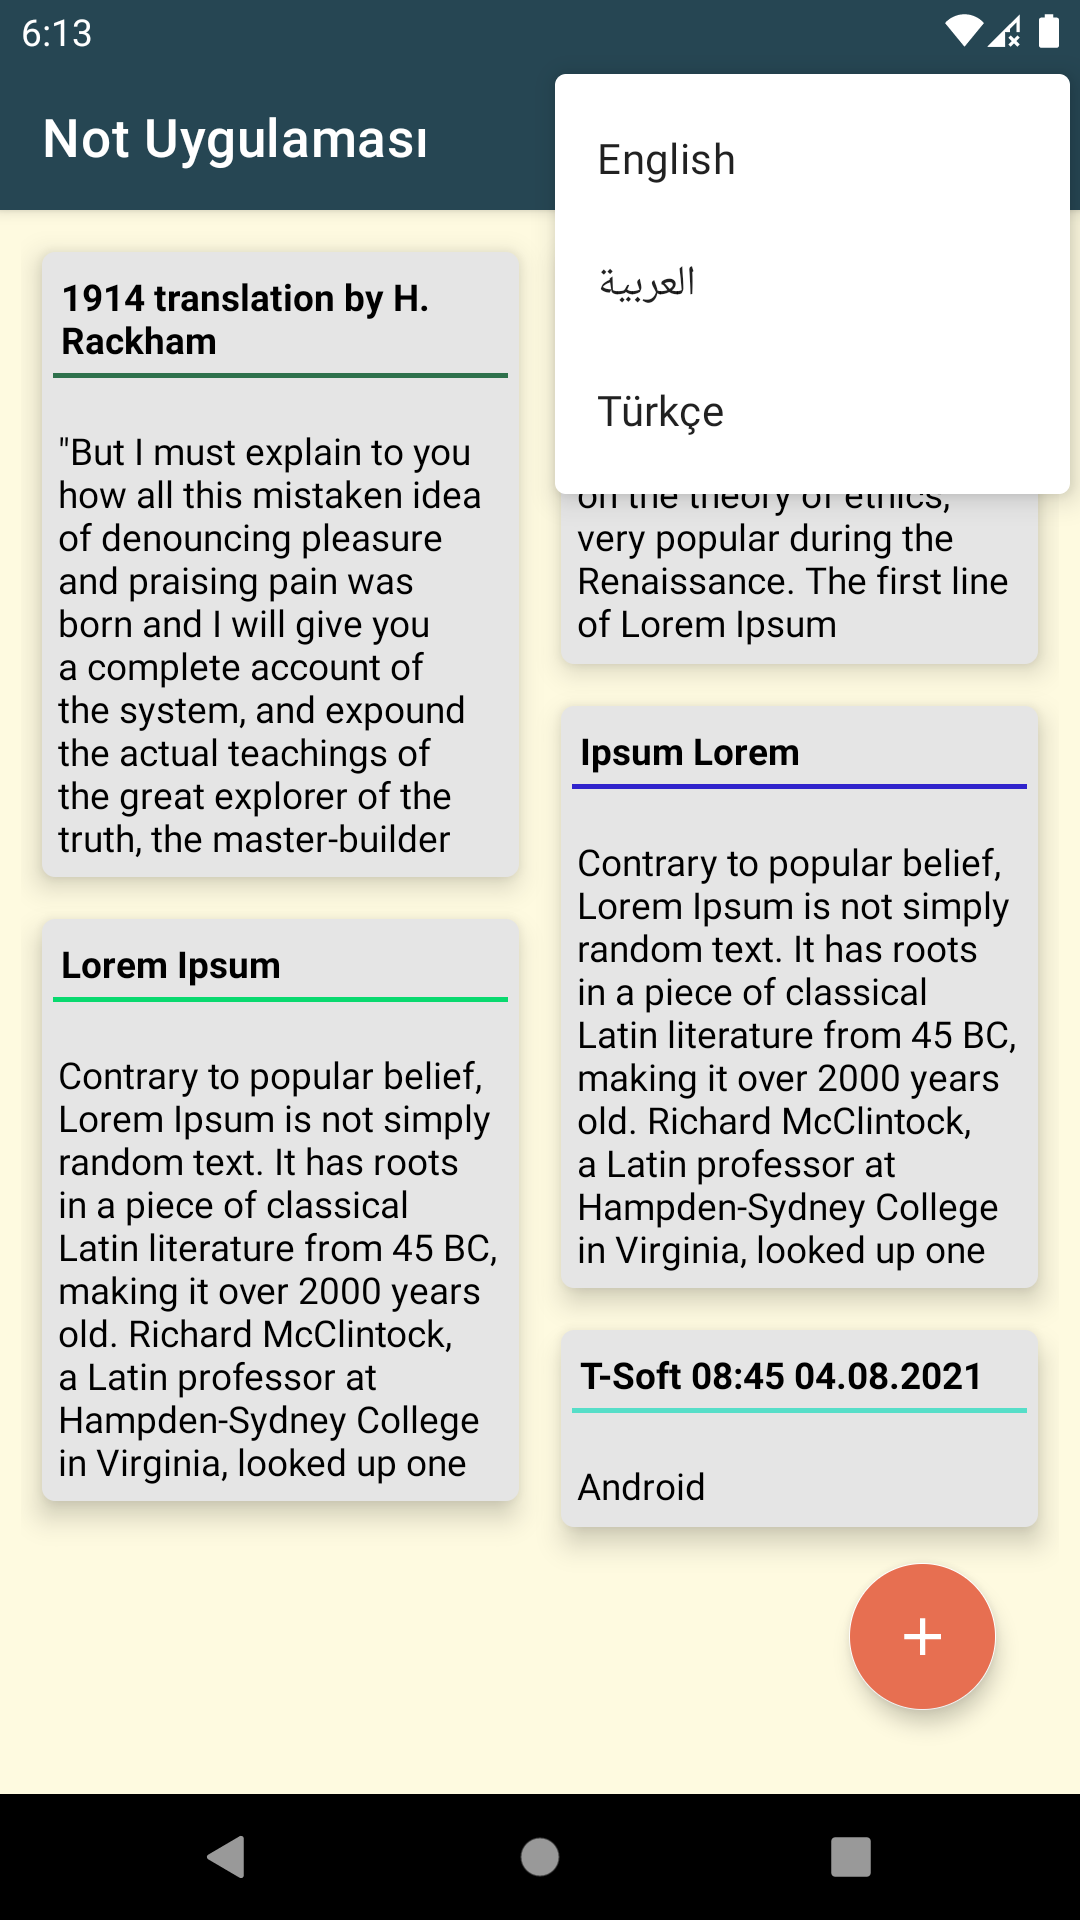 6:13
Not Uygulaması
English
العربية
Türkçe
1914 translation by H.
Rackham
"But I must explain to you
how all this mistaken idea
of denouncing pleasure
and praising pain was
born and I will give you
a complete account of
the system, and expound
the actual teachings of
the great explorer of the
truth, the master-builder
Lorem Ipsum
Contrary to popular belief,
Lorem Ipsum is not simply
random text. It has roots
in a piece of classical
Latin literature from 45 BC,
making it over 2000 years
old. Richard McClintock,
a Latin professor at
Hampden-Sydney College
in Virginia, looked up one
on the theory of ethics,
very popular during the
Renaissance. The first line
of Lorem Ipsum
Ipsum Lorem
Contrary to popular belief,
Lorem Ipsum is not simply
random text. It has roots
in a piece of classical
Latin literature from 45 BC,
making it over 2000 years
old. Richard McClintock,
a Latin professor at
Hampden-Sydney College
in Virginia, looked up one
T-Soft 08:45 04.08.2021
Android